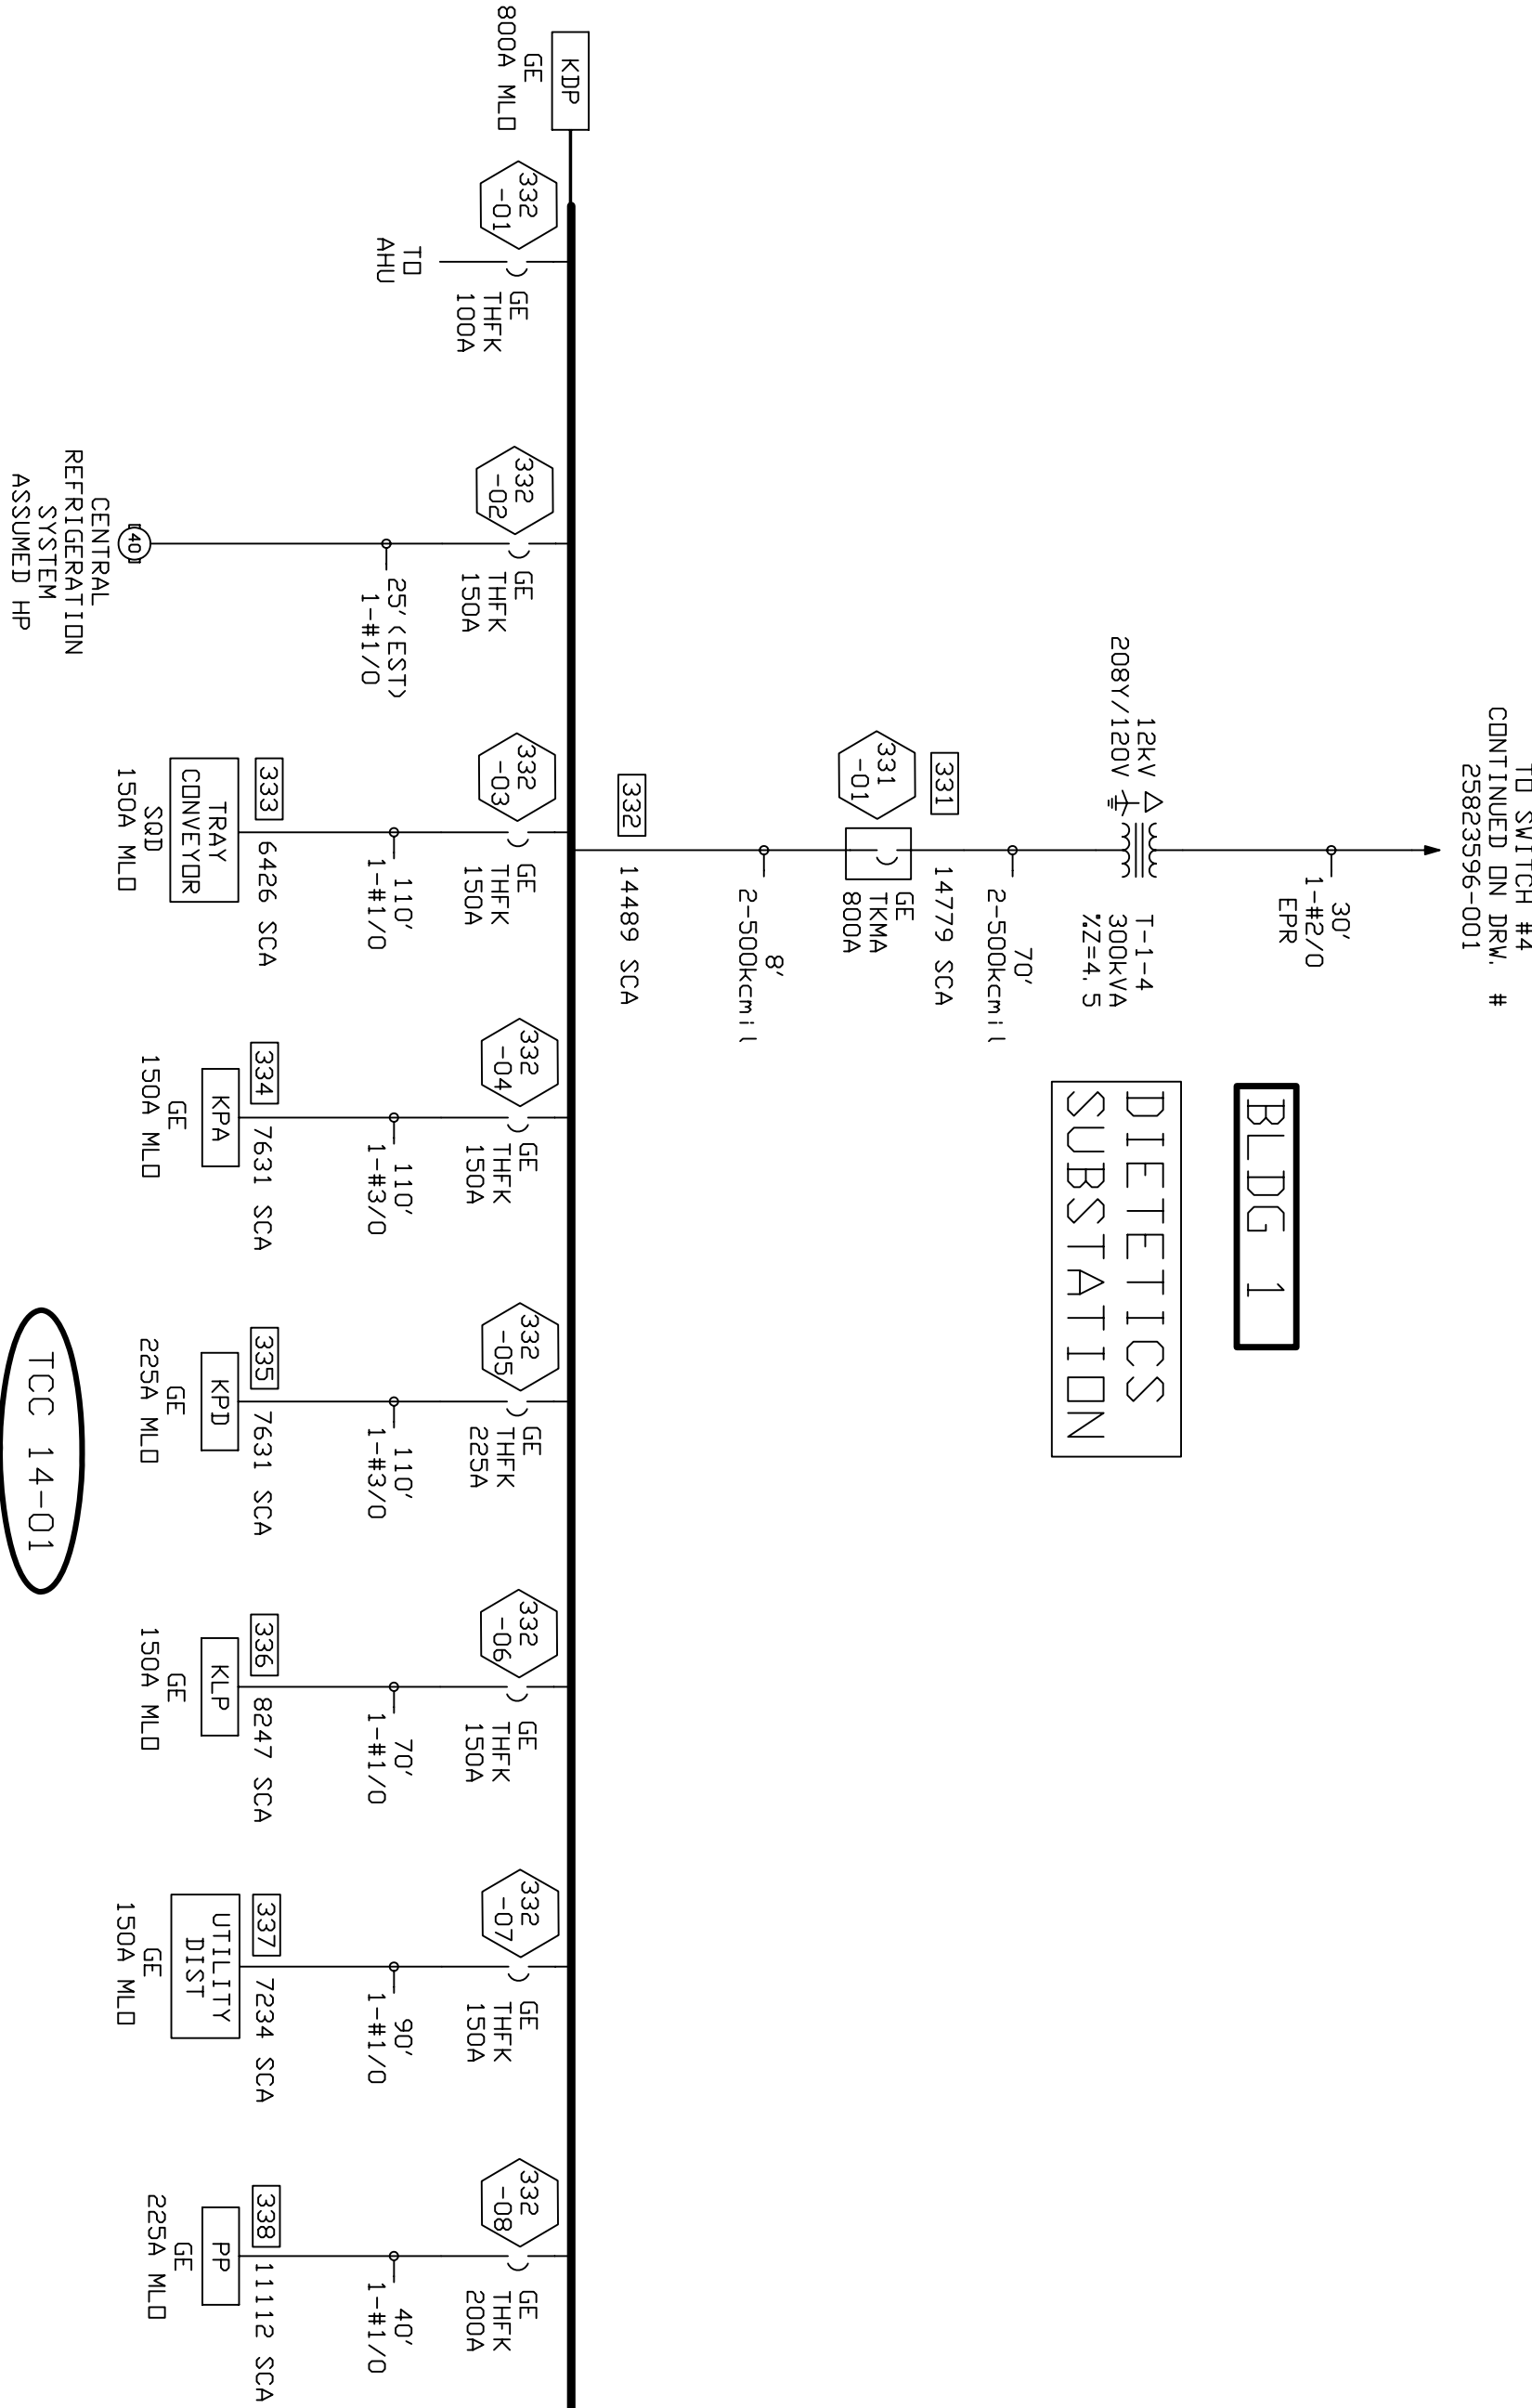 TO SWITCH #4
CONTINUED ON DRW. #
25823596-001
30'
1-#2/0
EPR
12kV
208Y/120V
T-1-4
300kVA
%Z=4.5
70'
2-500kcmil
331
14779 SCA
331
-01
GE
TKMA
800A
8'
2-500kcmil
332
14489 SCA
BLDG 1
DIETETICS
SUBSTATION
KDP
GE
800A MLO
332
-01
GE
THFK
100A
TO
AHU
332
-02
GE
THFK
150A
25'(EST)
1-#1/0
40
CENTRAL
REFRIGERATION
SYSTEM
ASSUMED HP
332
-03
GE
THFK
150A
110'
1-#1/0
333
6426 SCA
TRAY
CONVEYOR
SQD
150A MLO
332
-04
GE
THFK
150A
110'
1-#3/0
334
7631 SCA
KPA
GE
150A MLO
332
-05
GE
THFK
225A
110'
1-#3/0
335
7631 SCA
KPD
GE
225A MLO
332
-06
GE
THFK
150A
70'
1-#1/0
336
8247 SCA
KLP
GE
150A MLO
332
-07
GE
THFK
150A
90'
1-#1/0
337
7234 SCA
UTILITY
DIST
GE
150A MLO
332
-08
GE
THFK
200A
40'
1-#1/0
338
11112 SCA
PP
GE
225A MLO
TCC 14-01